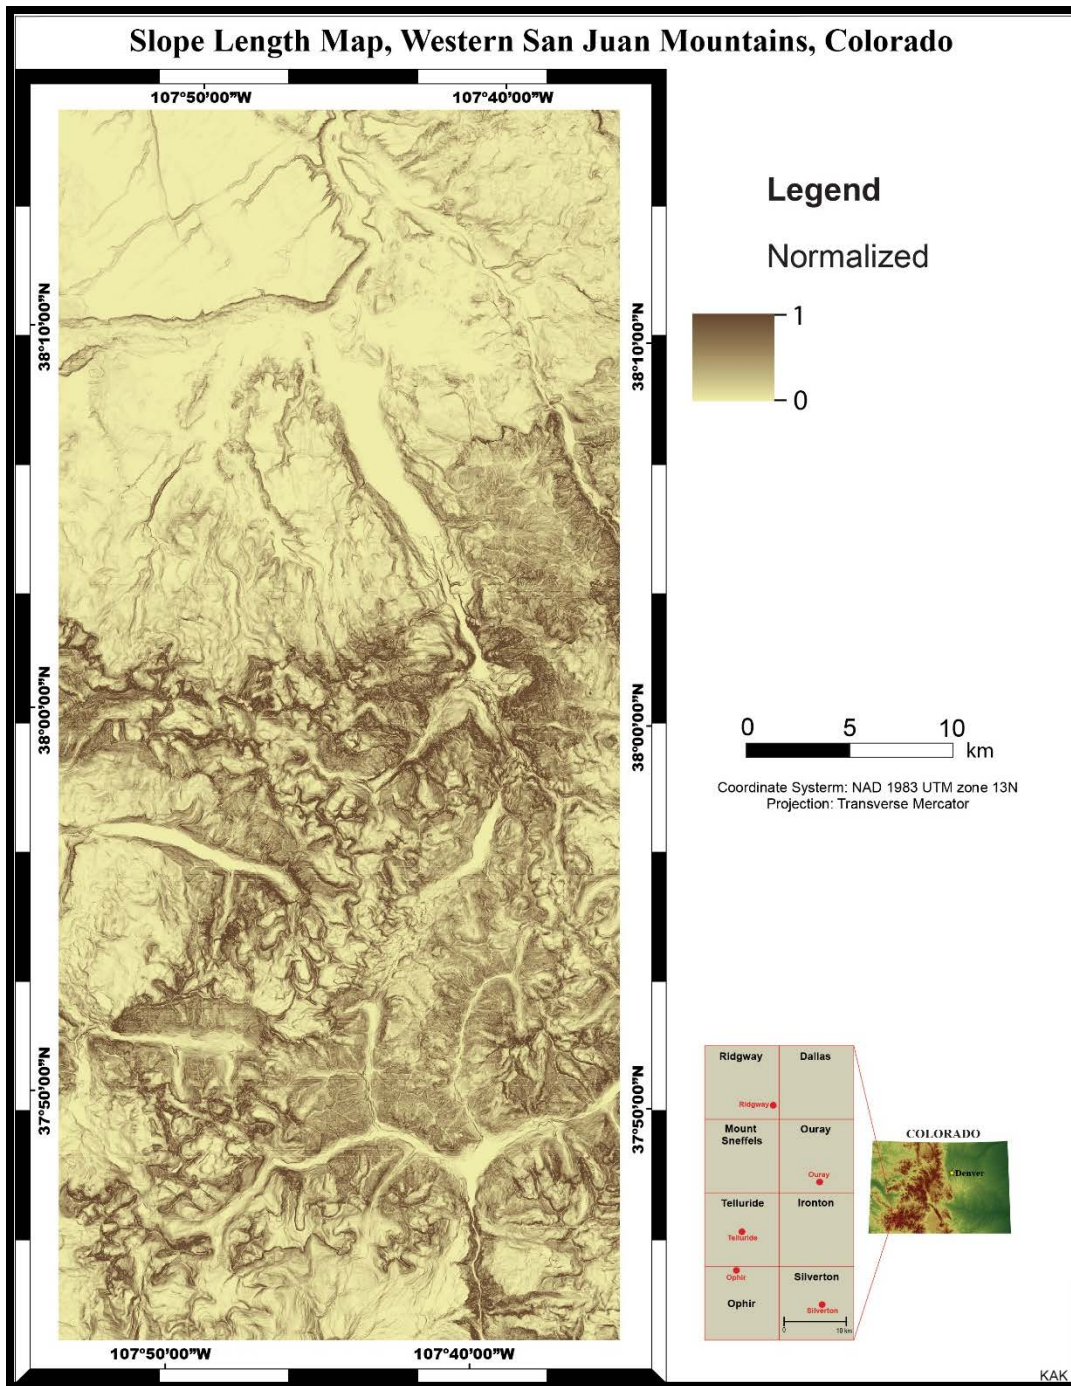 Slope Length Map, Western San Juan Mountains, Colorado
107°50'00"W
107°40'00"W
Legend
Normalized
1
0
38°10'00"N
38°10'00"N
38°00'00"N
38°00'00"N
0 5 10
km
Coordinate Systerm: NAD 1983 UTM zone 13N
Projection: Transverse Mercator
37°50'00"N
37°50'00"N
Ridgway
Dallas
Ridgway
Mount
Sneffels
Ouray
Ouray
Telluride
Ironton
Telluride
Ophir
Ophir
Silverton
Silverton
0 10 km
COLORADO
Denver
107°50'00"W
107°40'00"W
KAK